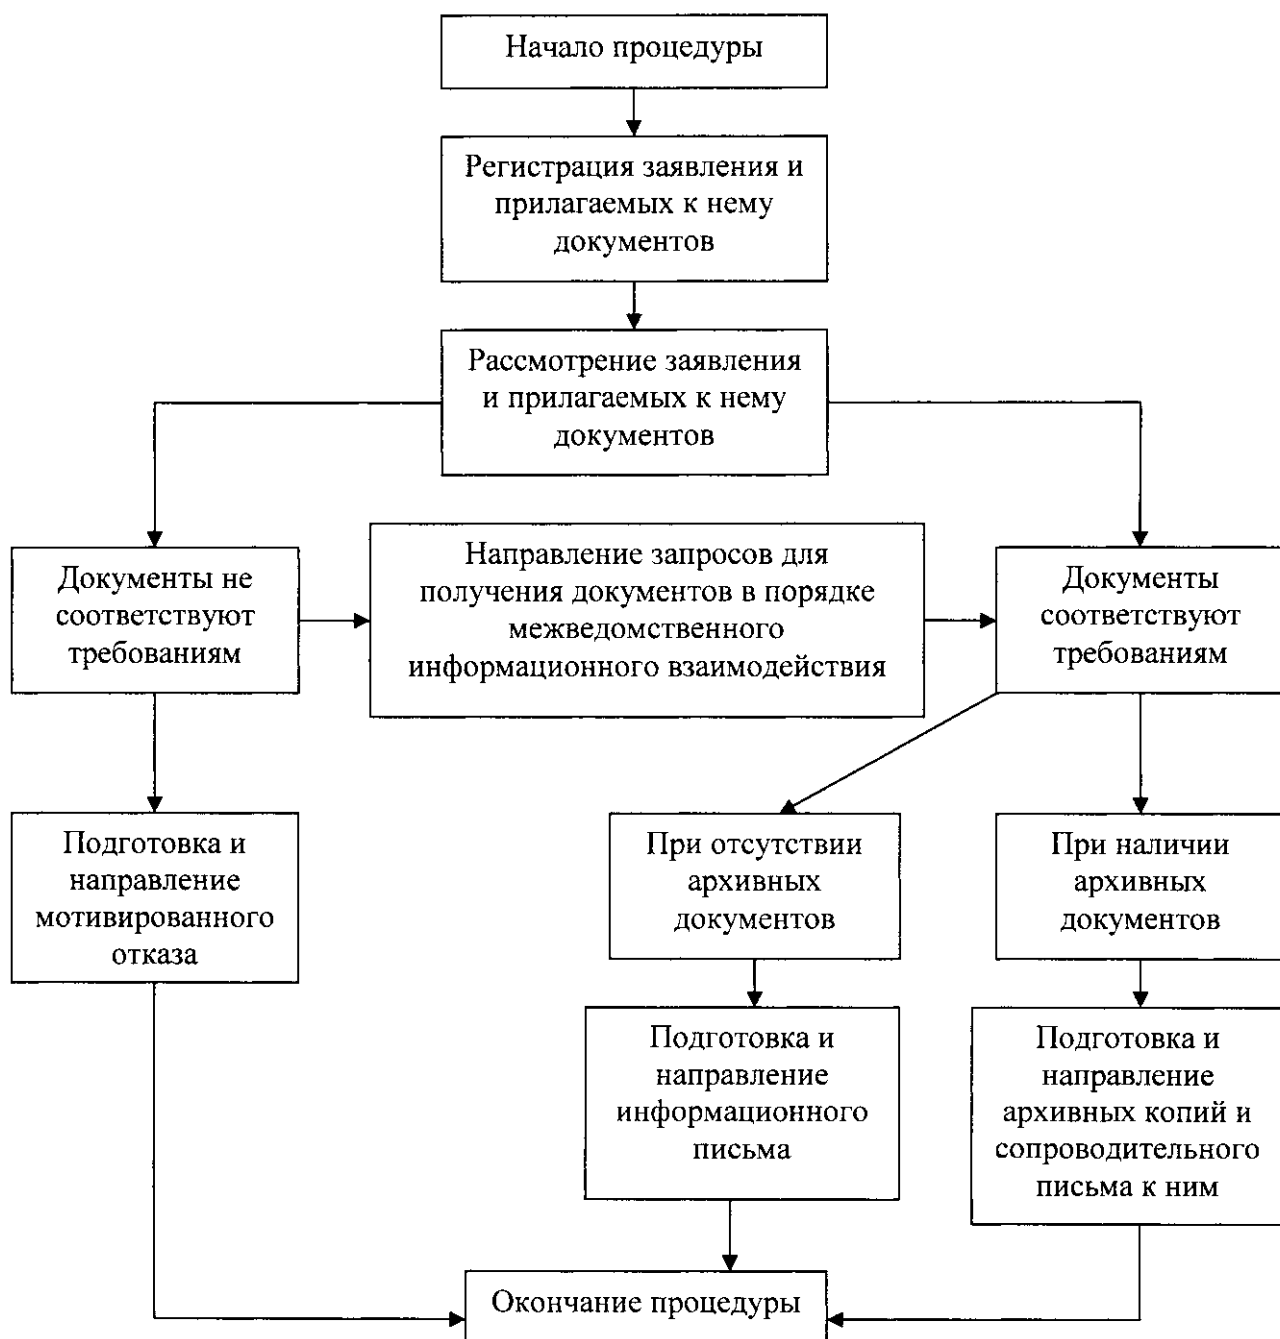 Начало процедуры
Регистрация заявления и
прилагаемых к нему
документов
Рассмотрение заявления
и прилагаемых к нему
документов
Документы не
соответствуют
требованиям
Направление запросов для
получения документов в порядке
межведомственного
информационного взаимодействия
Документы
соответствуют
требованиям
Подготовка и
направление
мотивированного
отказа
При отсутствии
архивных
документов
При наличии
архивных
документов
Подготовка и
направление
информационного
письма
Подготовка и
направление
архивных копий и
сопроводительного
письма к ним
Окончание процедуры